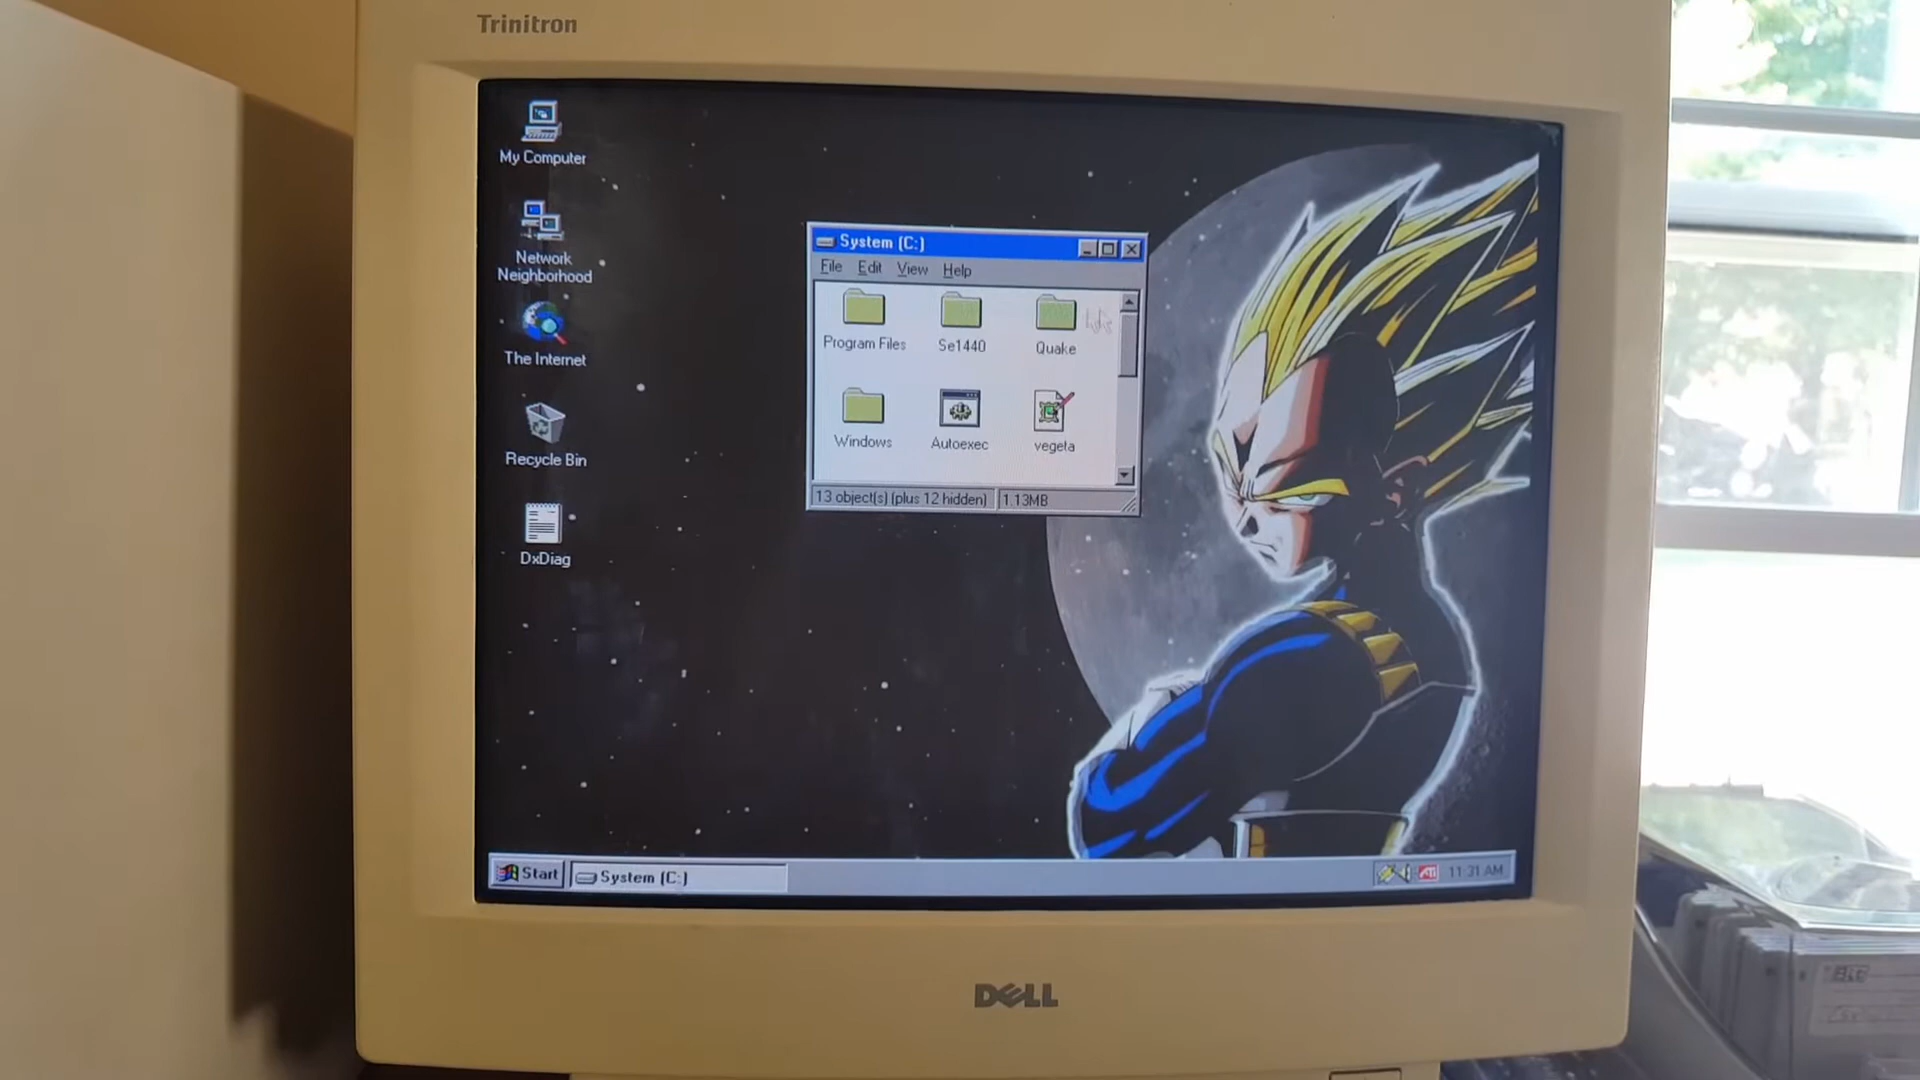 Trinitron
My Computer
Network
Neighborhood
The Internet
Recycle Bin
DxDiag
System (C:)
File Edit View Help
Program Files Se1440 Quake
Windows Autoexec vegeta
13 object(s) (plus 12 hidden) 1.13MB
Start System (C:) ATI 11:31 AM
DELL